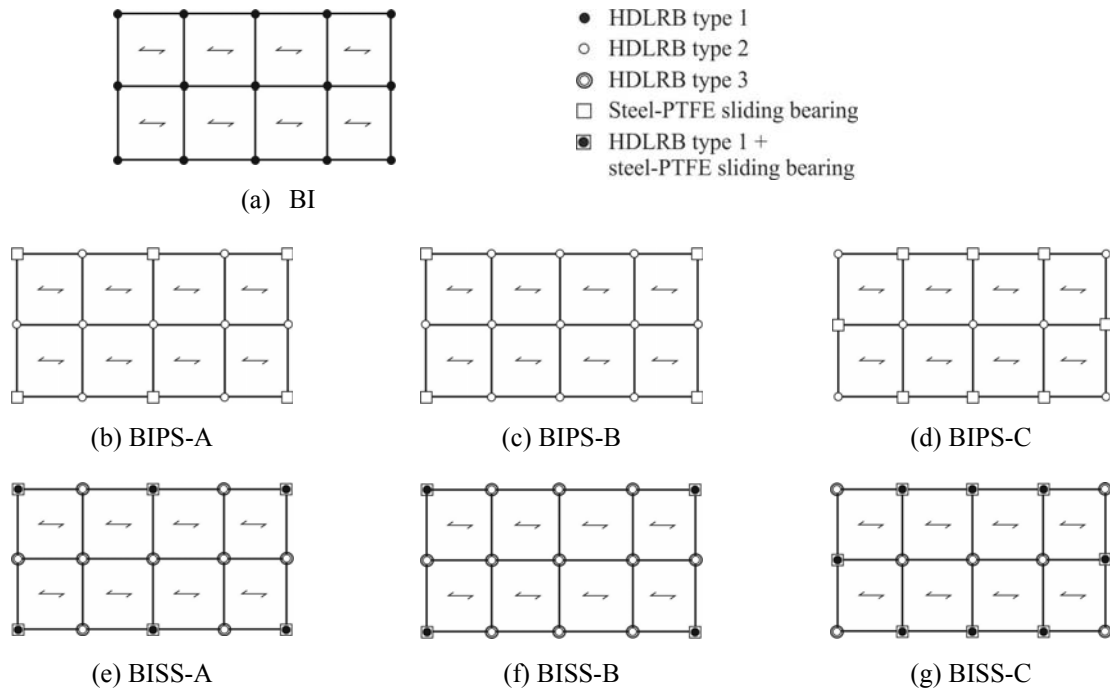 HDLRB type 1
HDLRB type 2
HDLRB type 3
Steel-PTFE sliding bearing
HDLRB type 1 +
steel-PTFE sliding bearing
(a) BI
(b) BIPS-A
(c) BIPS-B
(d) BIPS-C
(e) BISS-A
(f) BISS-B
(g) BISS-C